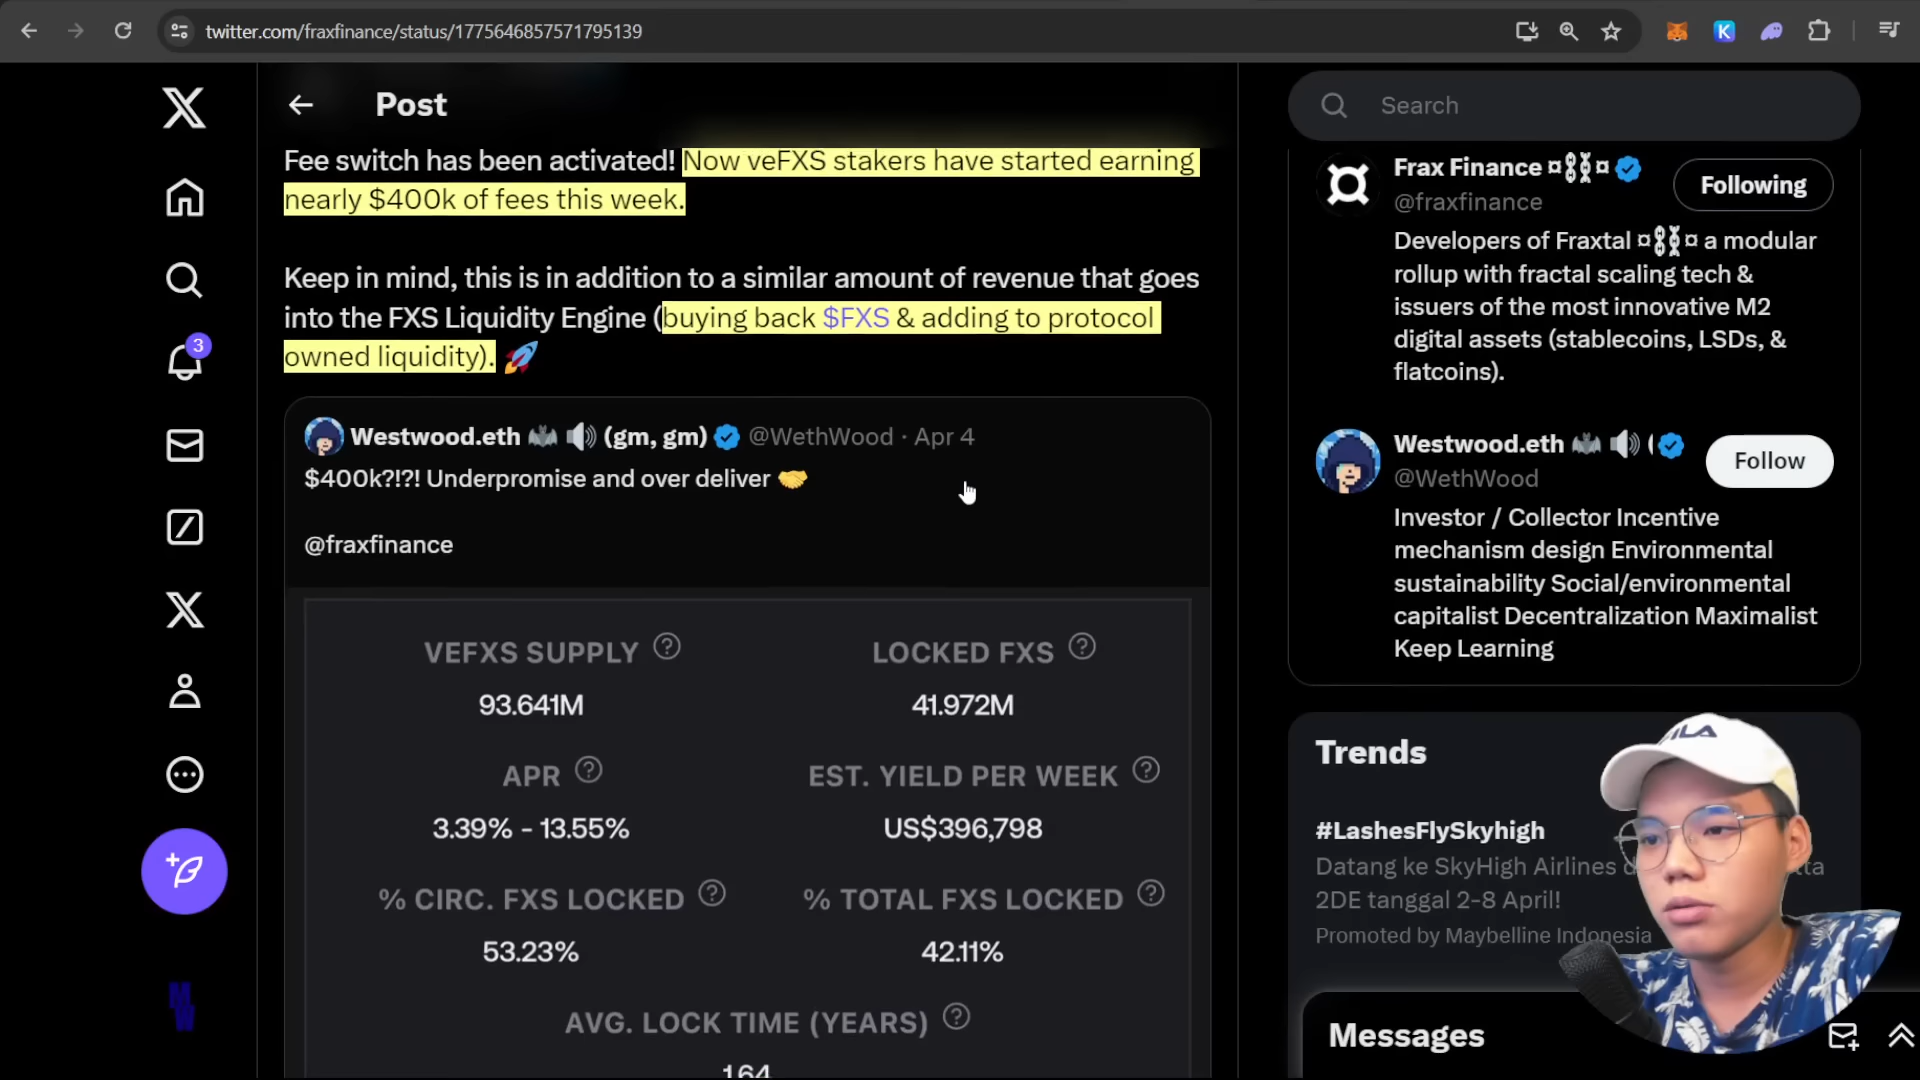 twitter.com/fraxfinance/status/1775646857571795139
Post
Fee switch has been activated! Now veFXS stakers have started earning
nearly $400k of fees this week.
Keep in mind, this is in addition to a similar amount of revenue that goes
into the FXS Liquidity Engine (buying back $FXS & adding to protocol
owned liquidity). 🚀
Westwood.eth 🦇 🔊 (gm, gm) @WethWood · Apr 4
$400k?!?! Underpromise and over deliver 🤝
@fraxfinance
VEFXS SUPPLY
LOCKED FXS
93.641M
41.972M
APR
EST. YIELD PER WEEK
3.39% - 13.55%
US$396,798
% CIRC. FXS LOCKED
% TOTAL FXS LOCKED
53.23%
42.11%
AVG. LOCK TIME (YEARS)
1.64
3
Search
Frax Finance ¤⛓️¤
Following
@fraxfinance
Developers of Fraxtal ¤⛓️¤ a modular
rollup with fractal scaling tech &
issuers of the most innovative M2
digital assets (stablecoins, LSDs, &
flatcoins).
Westwood.eth 🦇 🔊 (
Follow
@WethWood
Investor / Collector Incentive
mechanism design Environmental
sustainability Social/environmental
capitalist Decentralization Maximalist
Keep Learning
Trends
#LashesFlySkyhigh
Datang ke SkyHigh Airlines
2DE tanggal 2-8 April!
Promoted by Maybelline Indonesia
Messages